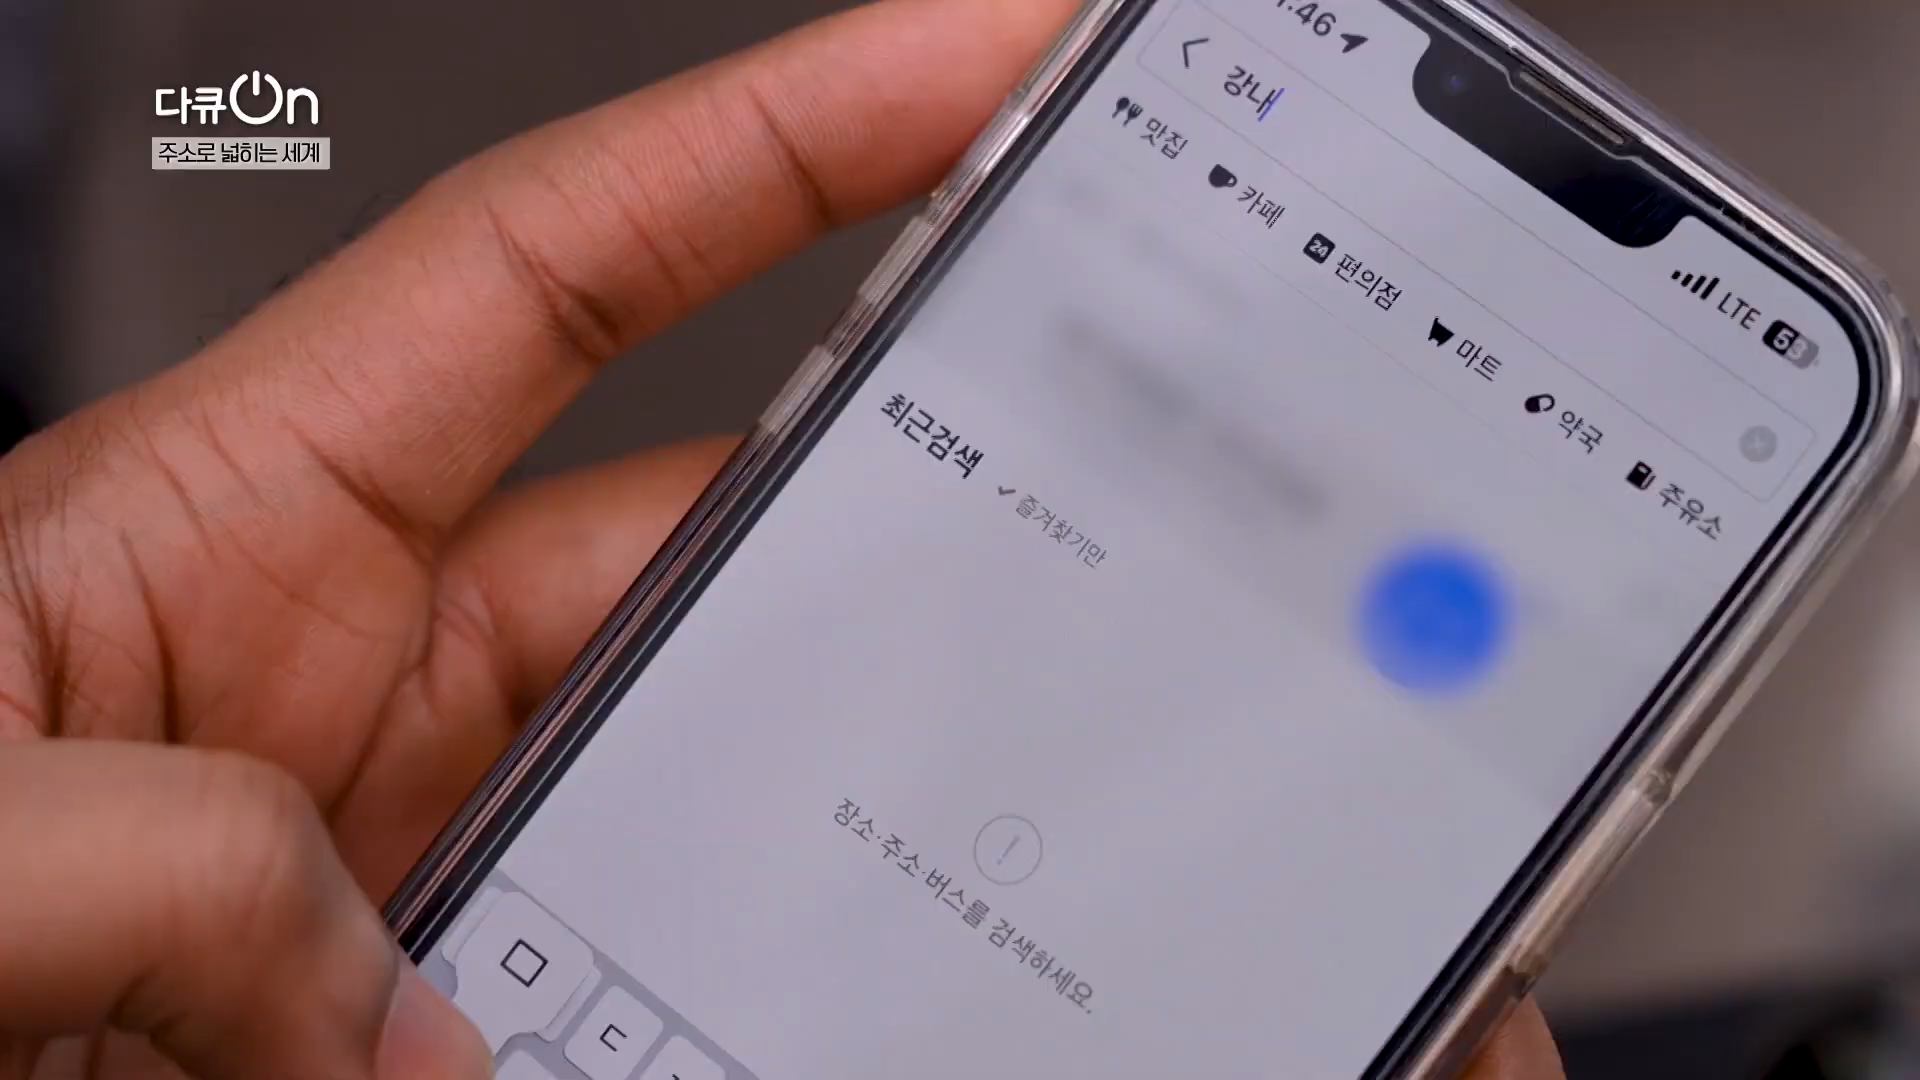 다큐On
주소로 넓히는 세계
:46
강내
맛집 카페 24 편의점 마트 약국 주유소
LTE 53
최근검색 즐겨찾기만
장소·주소·버스를 검색하세요.
ㅁ
ㄷ